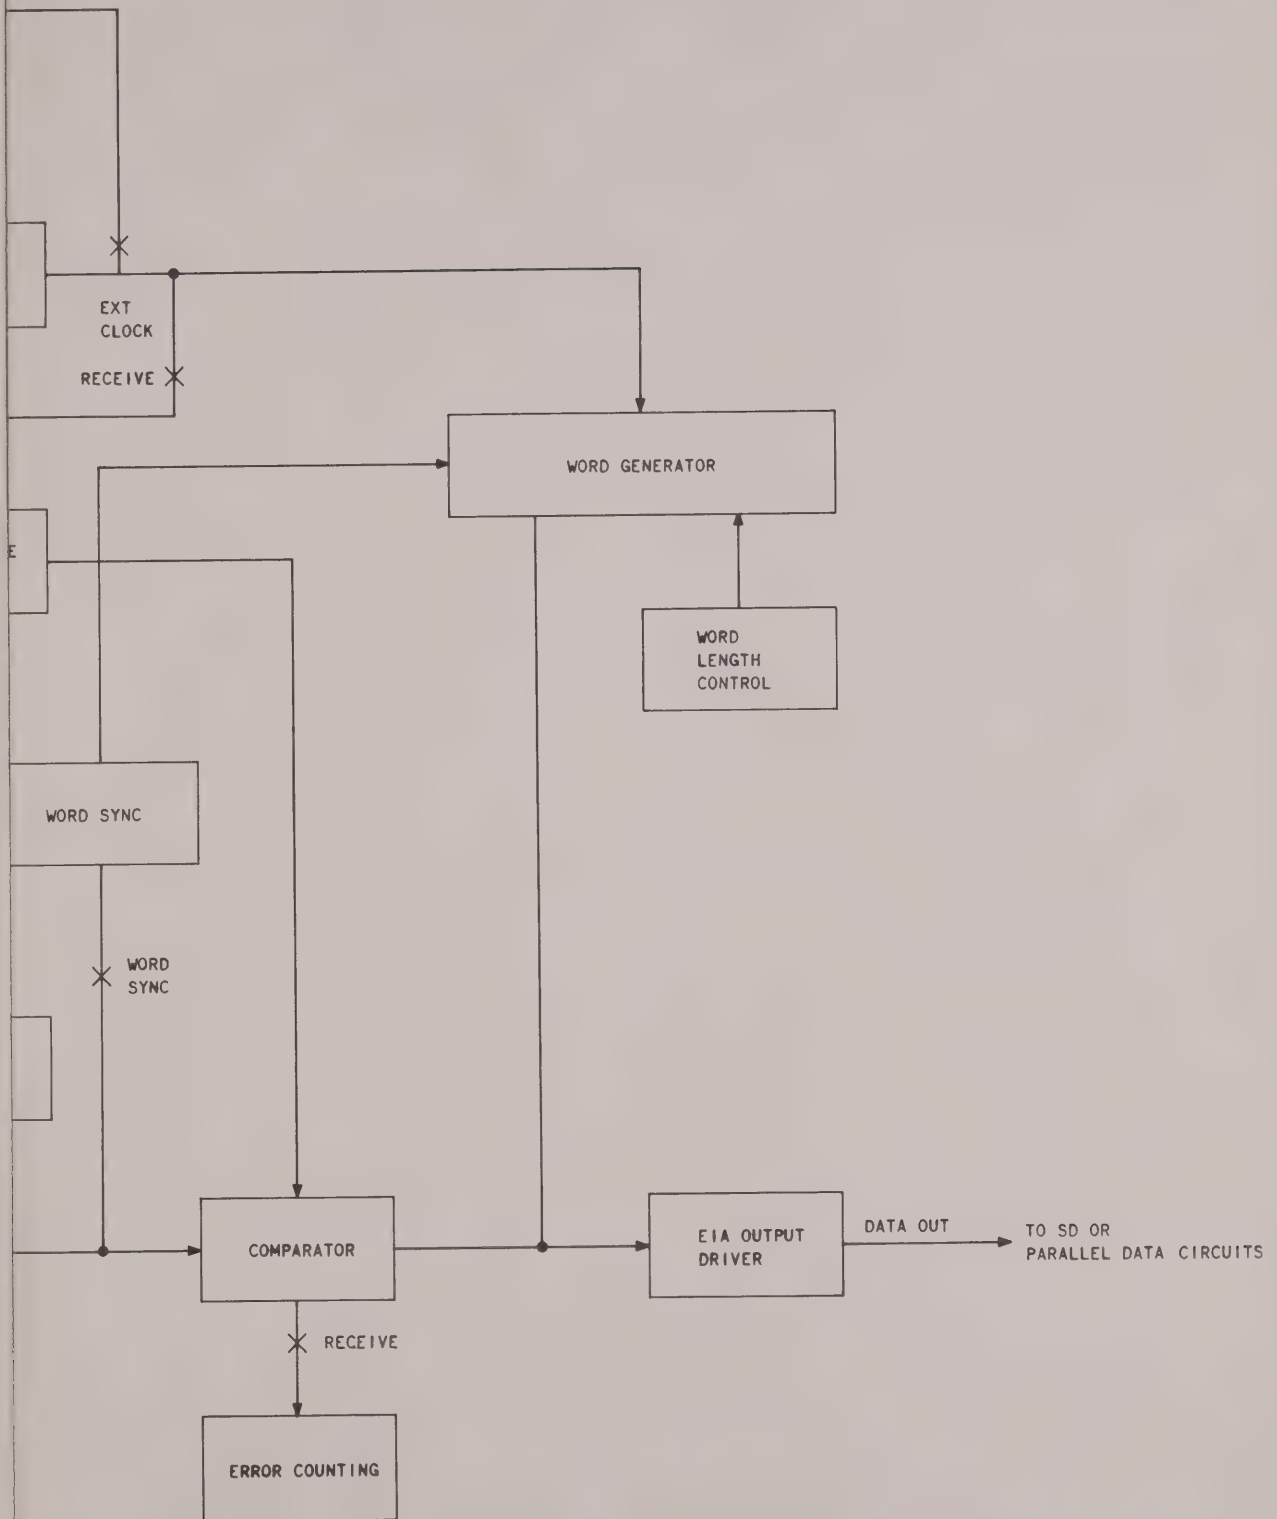 EXT
CLOCK
RECEIVE
WORD GENERATOR
E
WORD
LENGTH
CONTROL
WORD SYNC
WORD
SYNC
COMPARATOR
EIA OUTPUT
DRIVER
DATA OUT
TO SD OR
PARALLEL DATA CIRCUITS
RECEIVE
ERROR COUNTING